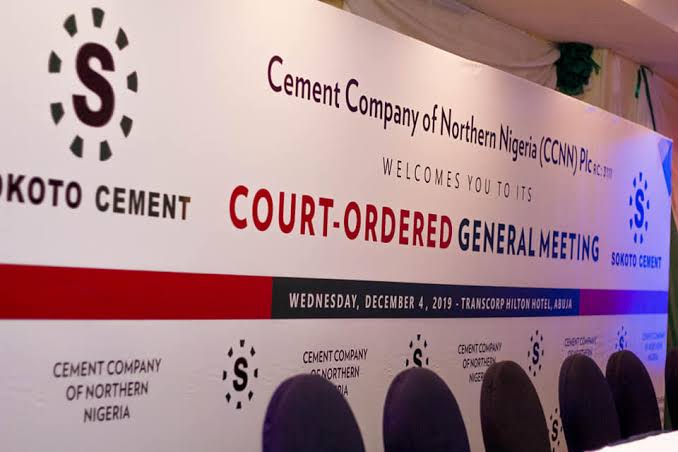 S
OKOTO CEMENT
Cement Company of Northern Nigeria (CCNN) Plc RC: 3111
WELCOMES YOU TO ITS
COURT-ORDERED GENERAL MEETING
S
SOKOTO CEMENT
WEDNESDAY, DECEMBER 4, 2019 - TRANSCORP HILTON HOTEL, ABUJA
CEMENT COMPANY
OF NORTHERN
NIGERIA
S
CEMENT COMPANY
OF NORTHERN
S
CEMENT COMPANY
OF NORTHERN
S
S
S